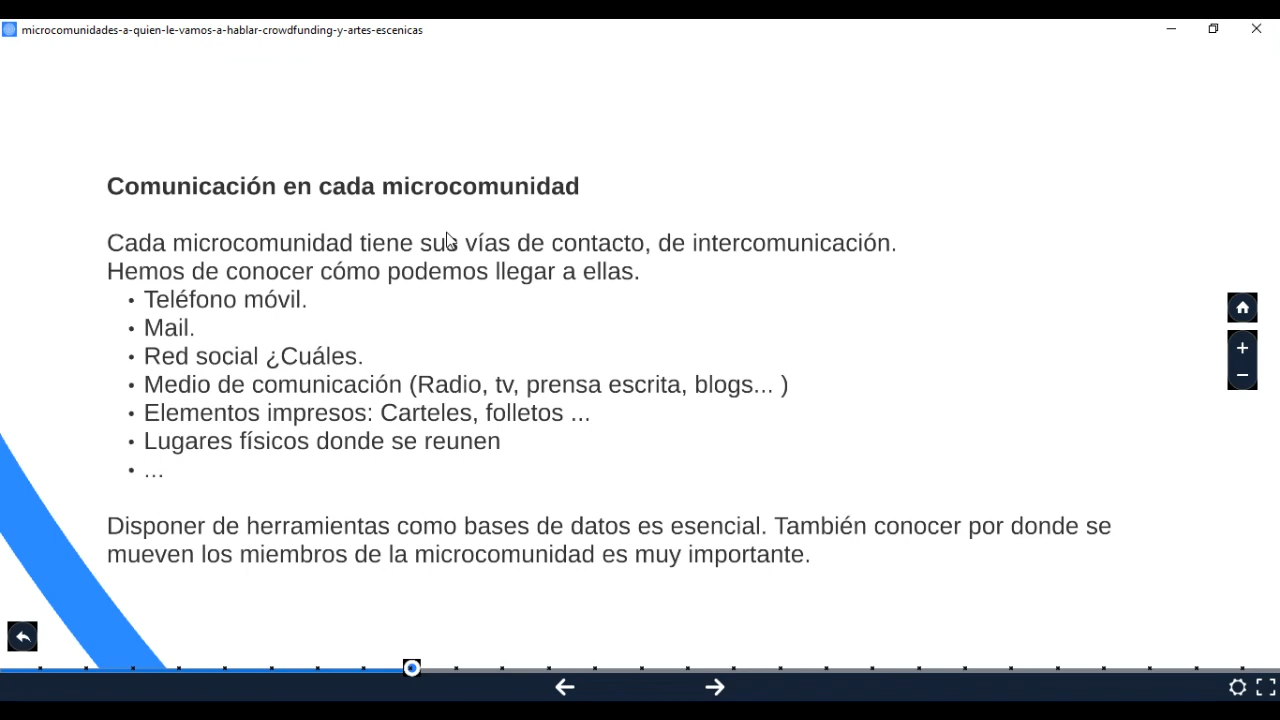 microcomunidades-a-quien-le-vamos-a-hablar-crowdfunding-y-artes-escenicas
Comunicación en cada microcomunidad
Cada microcomunidad tiene sus vías de contacto, de intercomunicación.
Hemos de conocer cómo podemos llegar a ellas.
• Teléfono móvil.
• Mail.
• Red social ¿Cuáles.
• Medio de comunicación (Radio, tv, prensa escrita, blogs... )
• Elementos impresos: Carteles, folletos ...
• Lugares físicos donde se reunen
• ...
Disponer de herramientas como bases de datos es esencial. También conocer por donde se
mueven los miembros de la microcomunidad es muy importante.